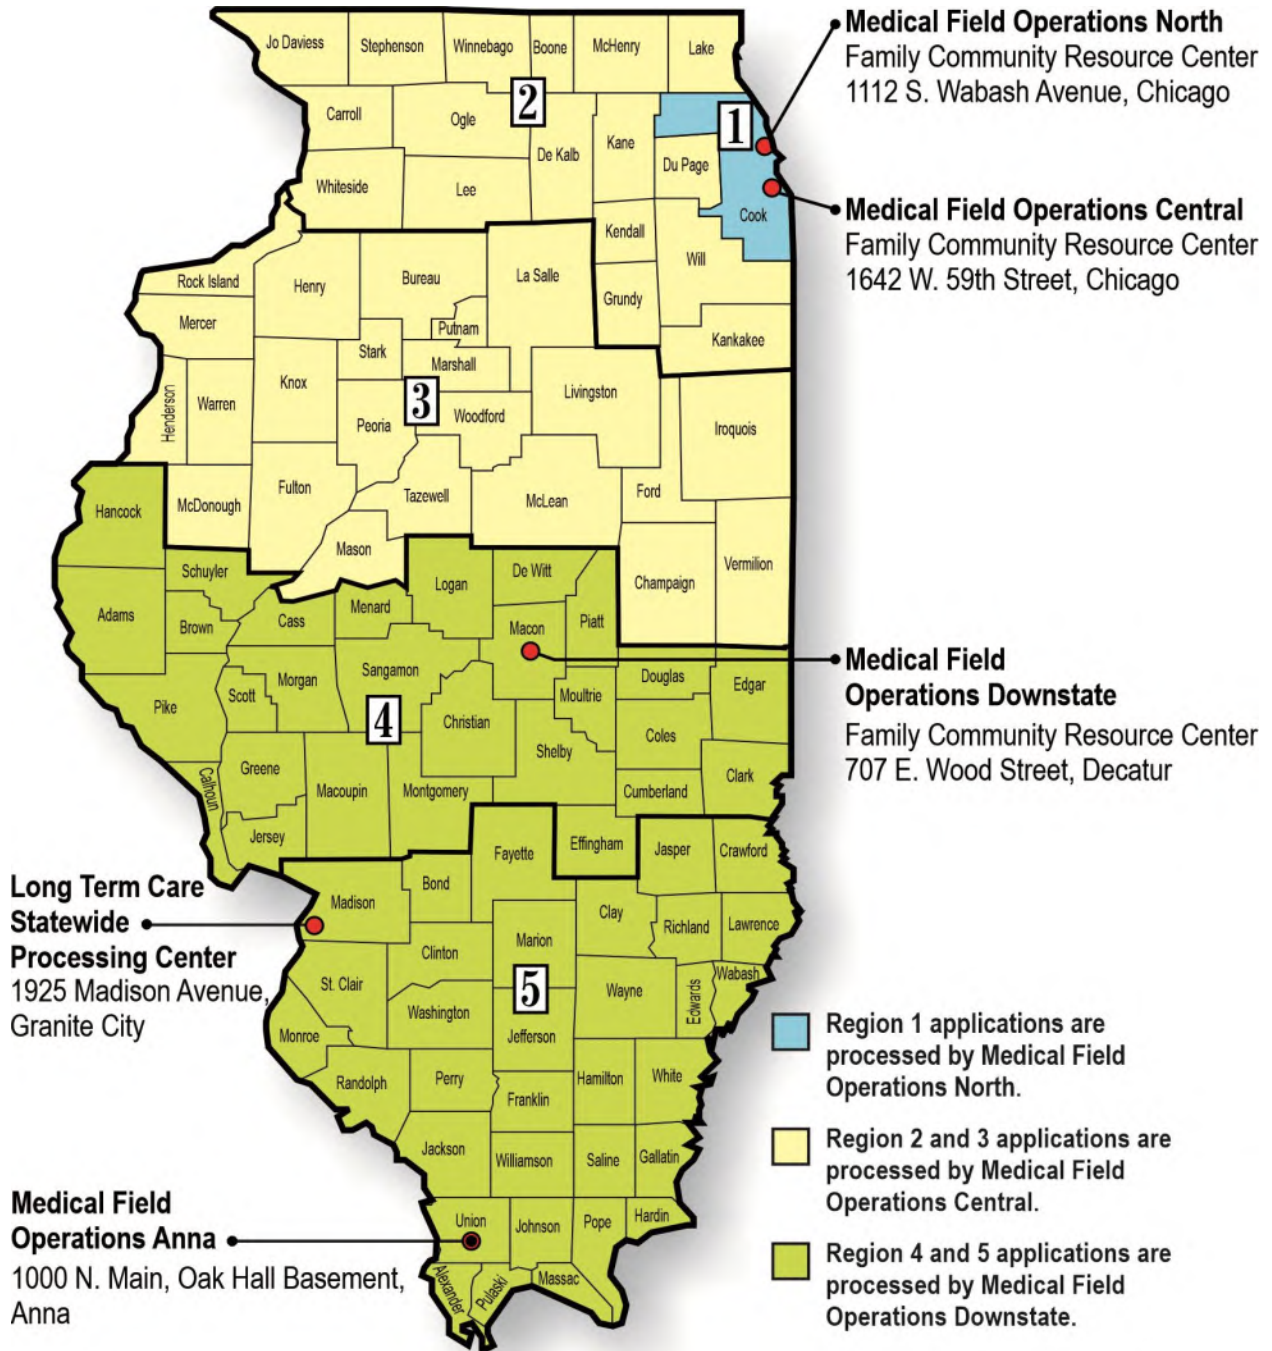 Medical Field Operations North
Family Community Resource Center
1112 S. Wabash Avenue, Chicago
Medical Field Operations Central
Family Community Resource Center
1642 W. 59th Street, Chicago
Jo Daviess
Stephenson
Winnebago
Boone
McHenry
Lake
2
1
Carroll
Ogle
De Kalb
Kane
Du Page
Whiteside
Lee
Cook
Kendall
Will
Rock Island
Henry
Bureau
La Salle
Grundy
Mercer
Putnam
Kankakee
Stark
Marshall
Henderson
Warren
Knox
3
Livingston
Peoria
Woodford
Iroquois
Hancock
McDonough
Fulton
Tazewell
McLean
Ford
Mason
Vermilion
Champaign
Schuyler
Logan
De Witt
Adams
Brown
Cass
Menard
Macon
Piatt
Medical Field
Operations Downstate
Family Community Resource Center
707 E. Wood Street, Decatur
Pike
Scott
Morgan
Sangamon
4
Christian
Moultrie
Douglas
Edgar
Shelby
Coles
Calhoun
Greene
Macoupin
Montgomery
Cumberland
Clark
Jersey
Fayette
Effingham
Jasper
Crawford
Long Term Care
Statewide
Processing Center
1925 Madison Avenue,
Granite City
Madison
Bond
Clay
Richland
Lawrence
Clinton
Marion
5
St. Clair
Washington
Wayne
Edwards
Wabash
Monroe
Jefferson
Randolph
Perry
Hamilton
White
Franklin
Jackson
Williamson
Saline
Gallatin
Union
Johnson
Pope
Hardin
Alexander
Pulaski
Massac
Medical Field
Operations Anna
1000 N. Main, Oak Hall Basement,
Anna
Region 1 applications are
processed by Medical Field
Operations North.
Region 2 and 3 applications are
processed by Medical Field
Operations Central.
Region 4 and 5 applications are
processed by Medical Field
Operations Downstate.